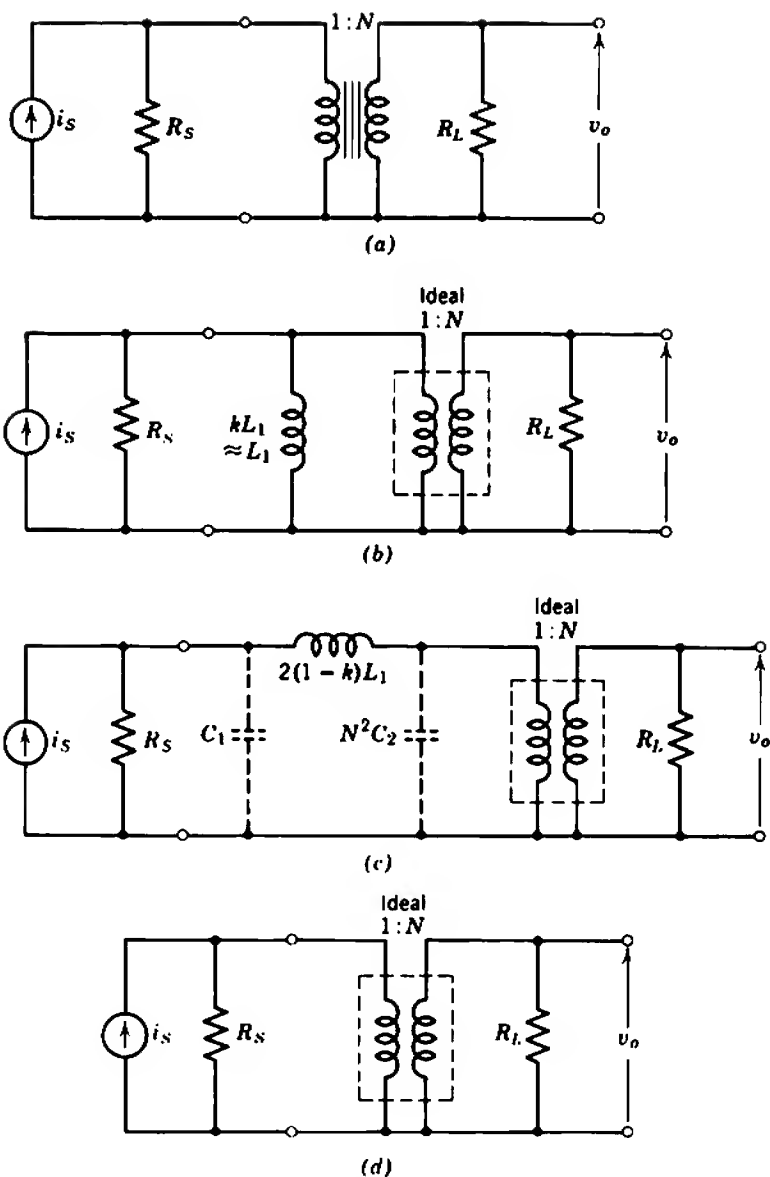 1:N
i_S
R_S
R_L
v_o
(a)
Ideal
1:N
i_S
R_S
kL_1
≈L_1
R_L
v_o
(b)
Ideal
1:N
2(1 − k)L_1
i_S
R_S
C_1
N^2C_2
R_L
v_o
(c)
Ideal
1:N
i_S
R_S
R_L
v_o
(d)